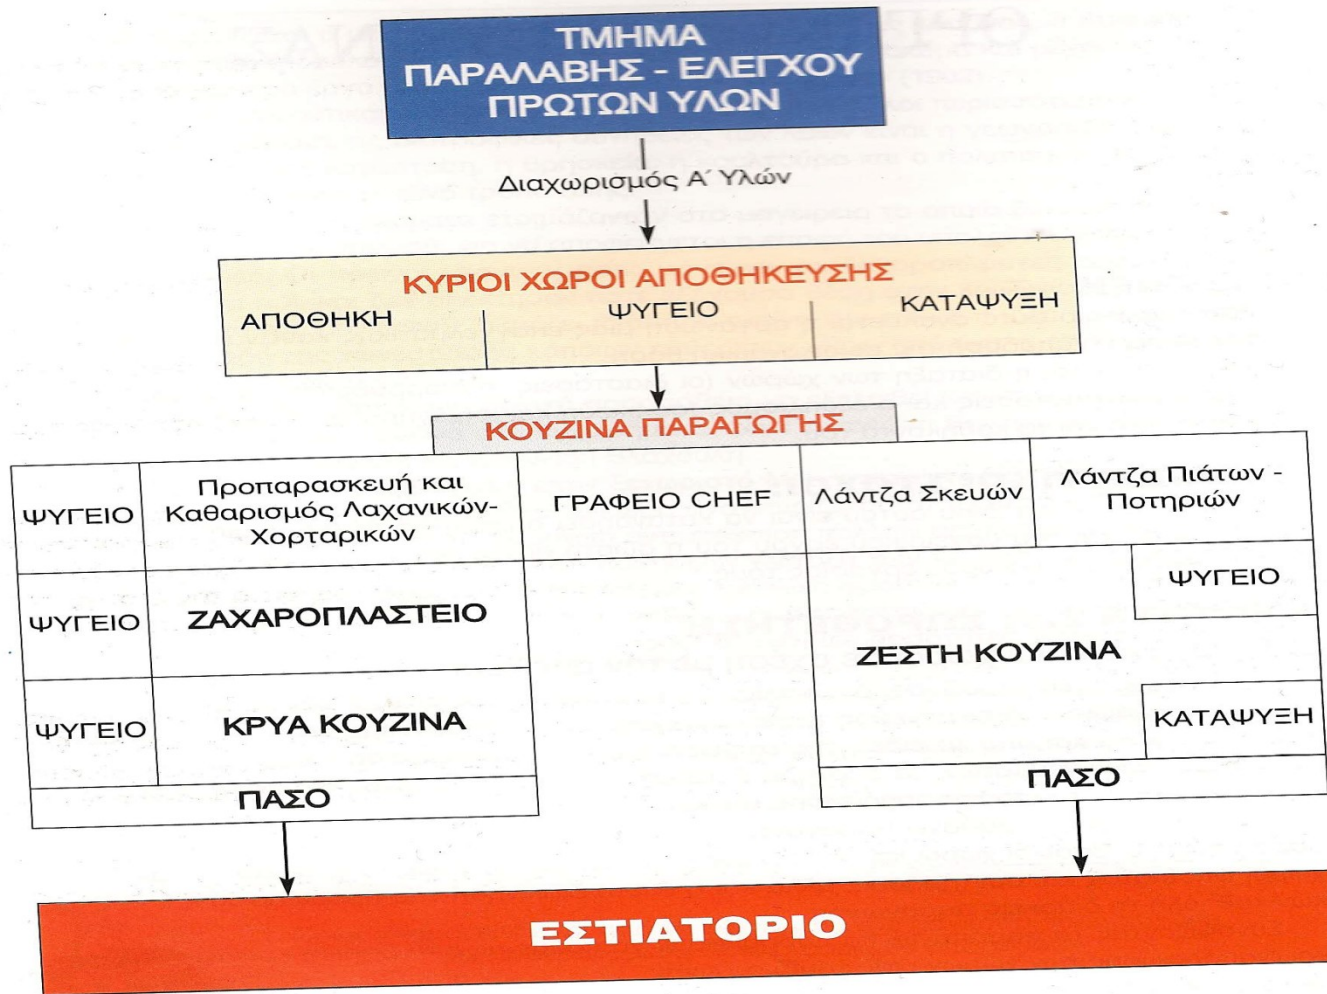 ΤΜΗΜΑ
ΠΑΡΑΛΑΒΗΣ - ΕΛΕΓΧΟΥ
ΠΡΩΤΩΝ ΥΛΩΝ
Διαχωρισμός Α΄ Υλών
ΚΥΡΙΟΙ ΧΩΡΟΙ ΑΠΟΘΗΚΕΥΣΗΣ
ΑΠΟΘΗΚΗ
ΨΥΓΕΙΟ
ΚΑΤΑΨΥΞΗ
ΚΟΥΖΙΝΑ ΠΑΡΑΓΩΓΗΣ
ΨΥΓΕΙΟ
Προπαρασκευή και
Καθαρισμός Λαχανικών-
Χορταρικών
ΓΡΑΦΕΙΟ CHEF
Λάντζα Σκευών
Λάντζα Πιάτων -
Ποτηριών
ΨΥΓΕΙΟ
ΖΑΧΑΡΟΠΛΑΣΤΕΙΟ
ΨΥΓΕΙΟ
ΖΕΣΤΗ ΚΟΥΖΙΝΑ
ΨΥΓΕΙΟ
ΚΡΥΑ ΚΟΥΖΙΝΑ
ΚΑΤΑΨΥΞΗ
ΠΑΣΟ
ΠΑΣΟ
ΕΣΤΙΑΤΟΡΙΟ